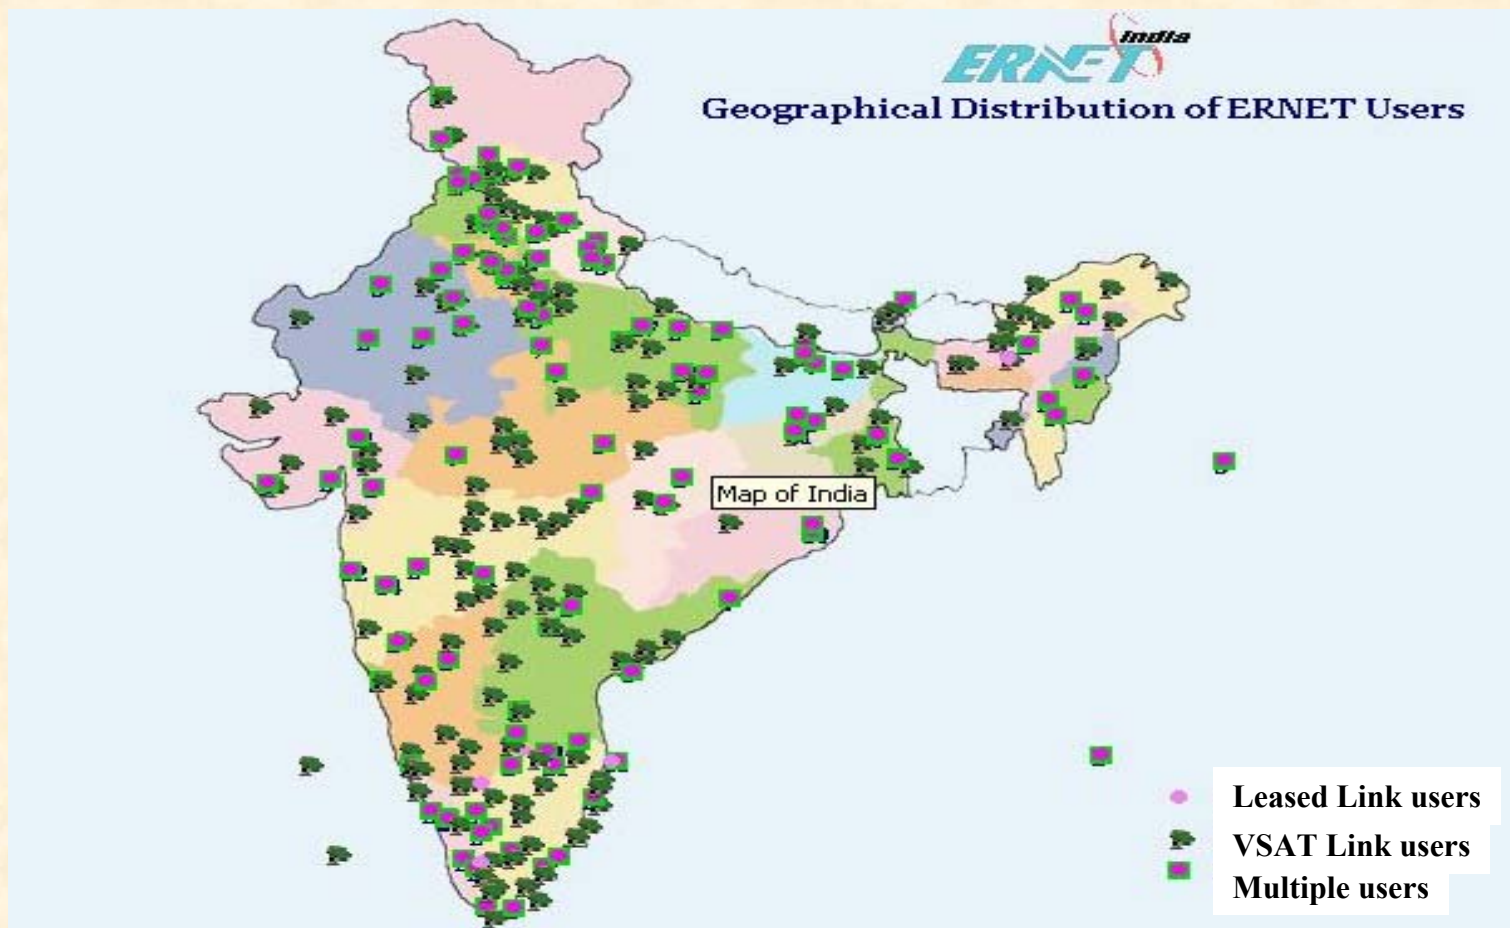 India
ERNET
Geographical Distribution of ERNET Users
Map of India
Leased Link users
VSAT Link users
Multiple users